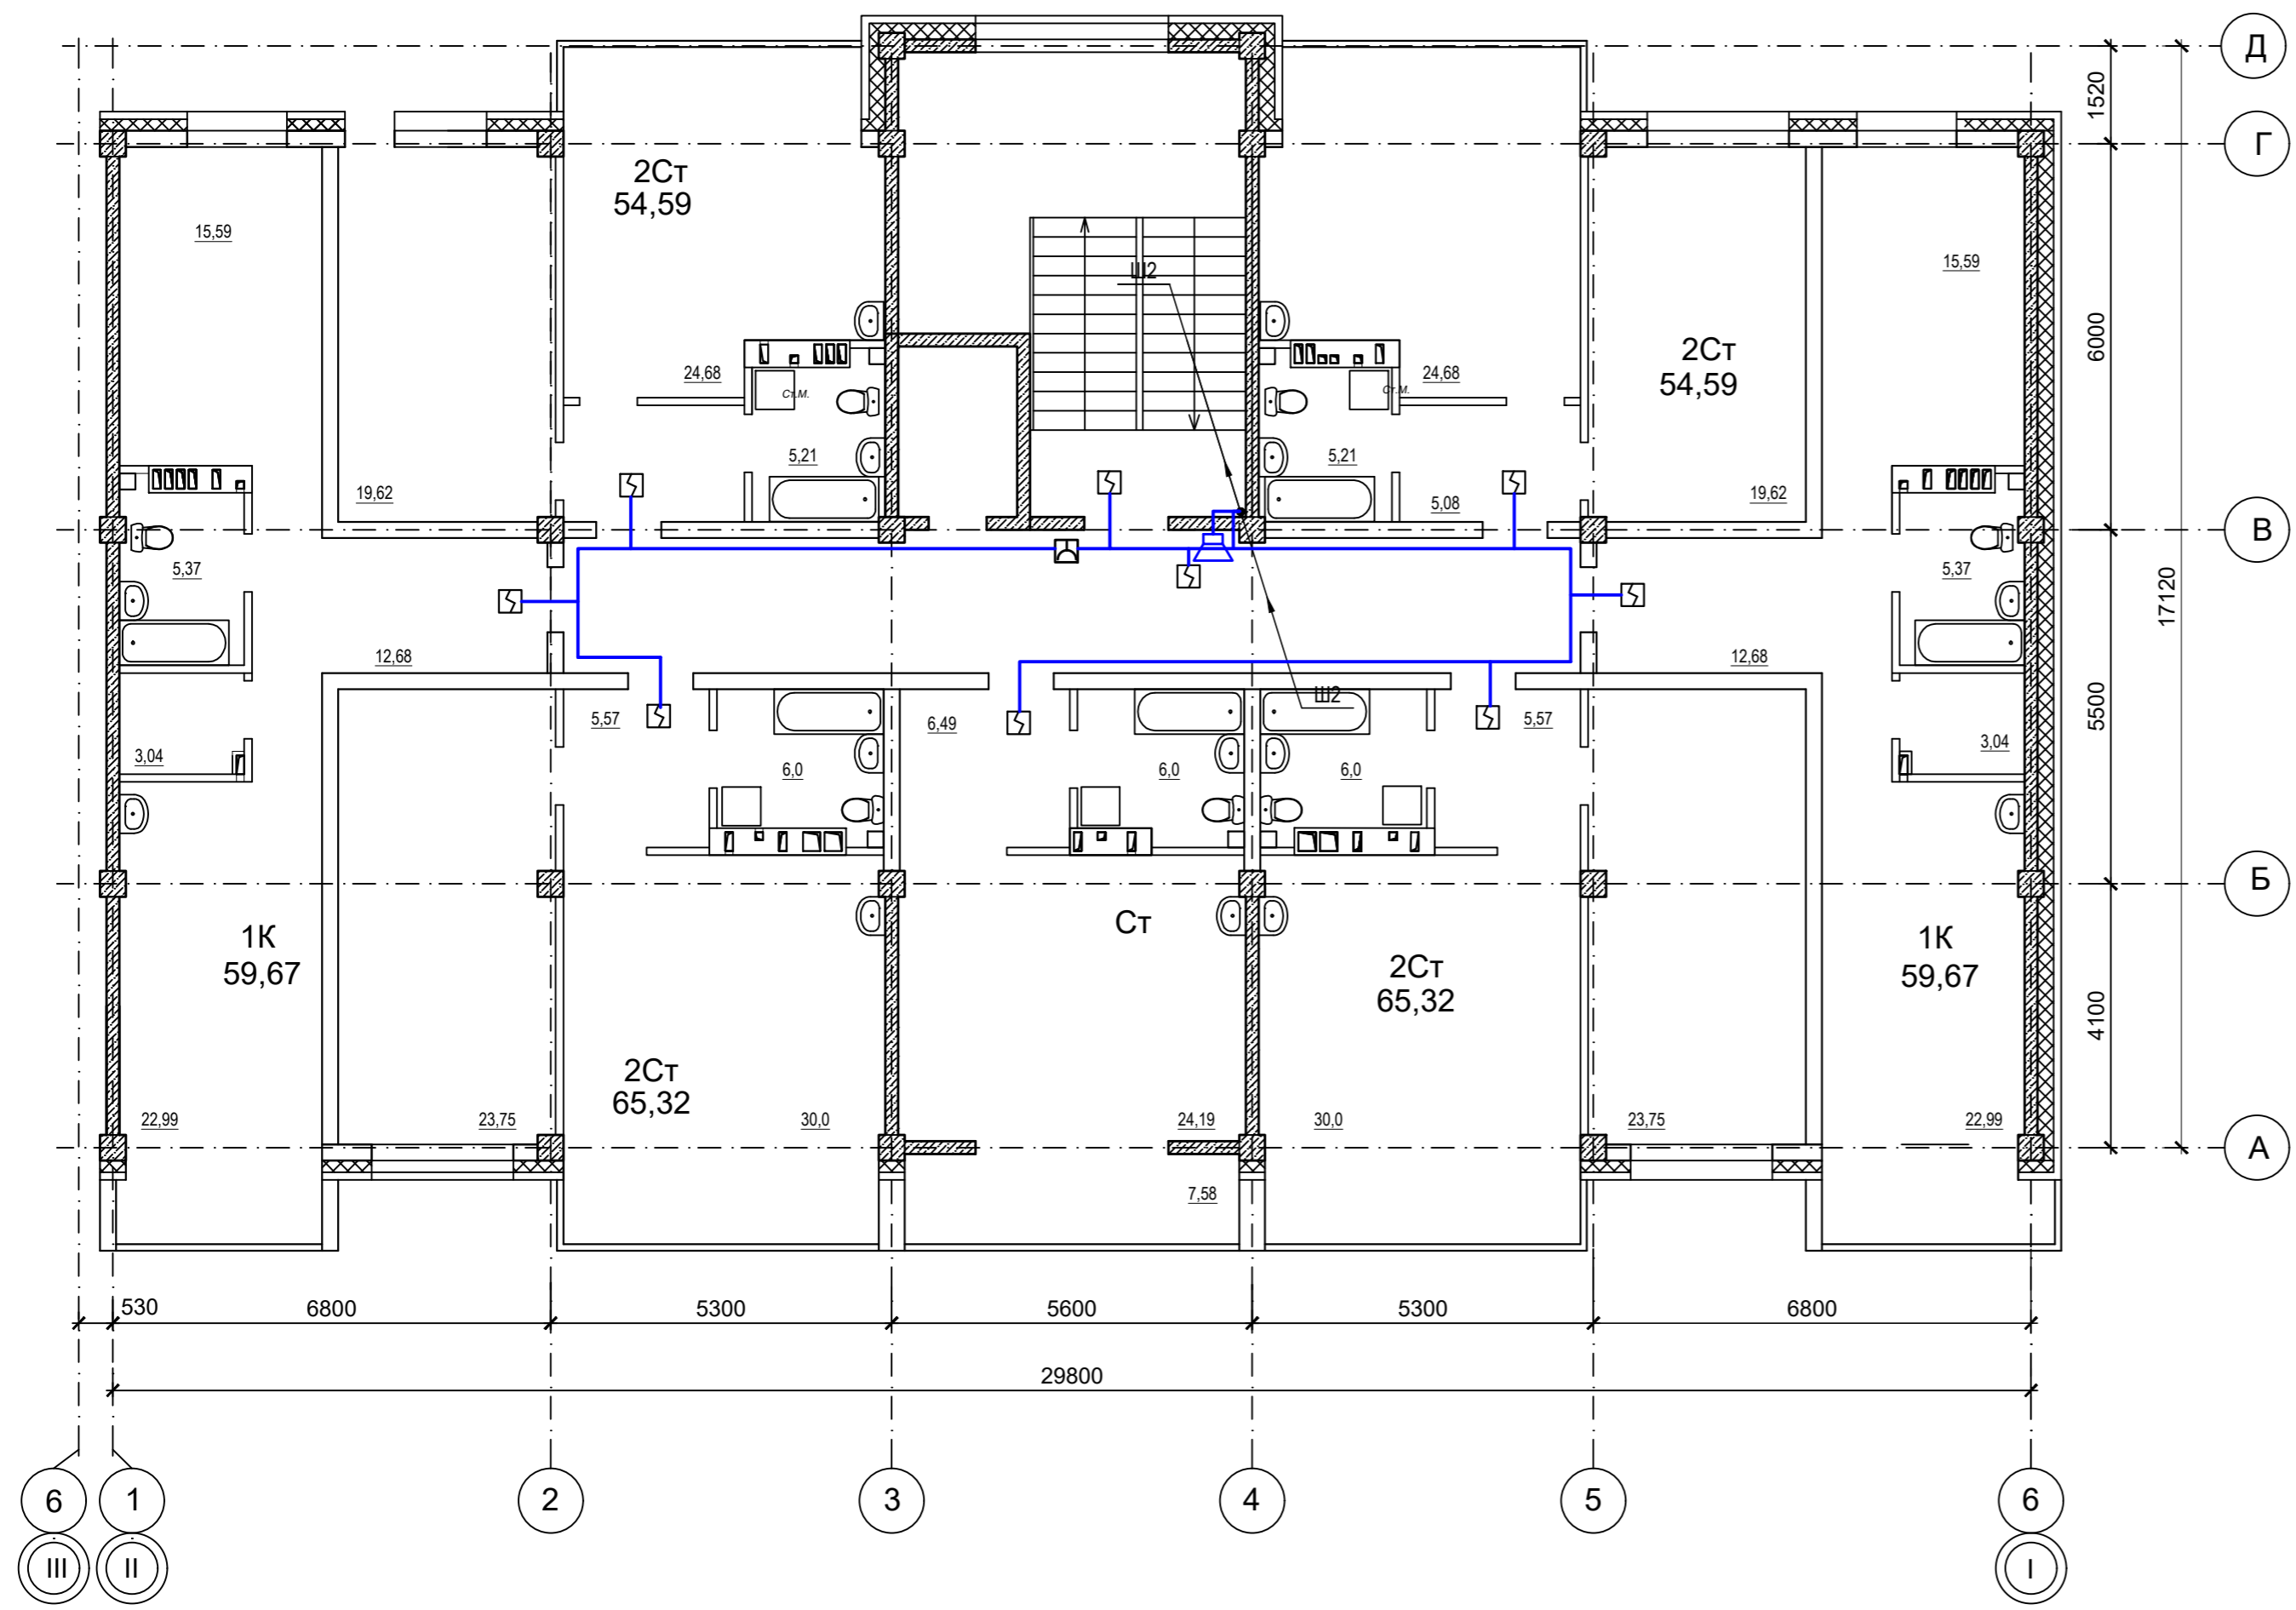 Д
1520
Г
2Ст
54,59
15,59
15,59
Ш2
6000
2Ст
54,59
24,68
24,68
Ст.М.
Ст.М.
5,21
5,21
19,62
5,08
19,62
В
5,37
5,37
17120
12,68
12,68
Ш2
5,57
6,49
5,57
5500
3,04
6,0
6,0
6,0
3,04
Б
1К
59,67
Ст
2Ст
65,32
1К
59,67
4100
2Ст
65,32
22,99
23,75
30,0
24,19
30,0
23,75
22,99
А
7,58
530
6800
5300
5600
5300
6800
29800
6
1
2
3
4
5
6
III
II
I